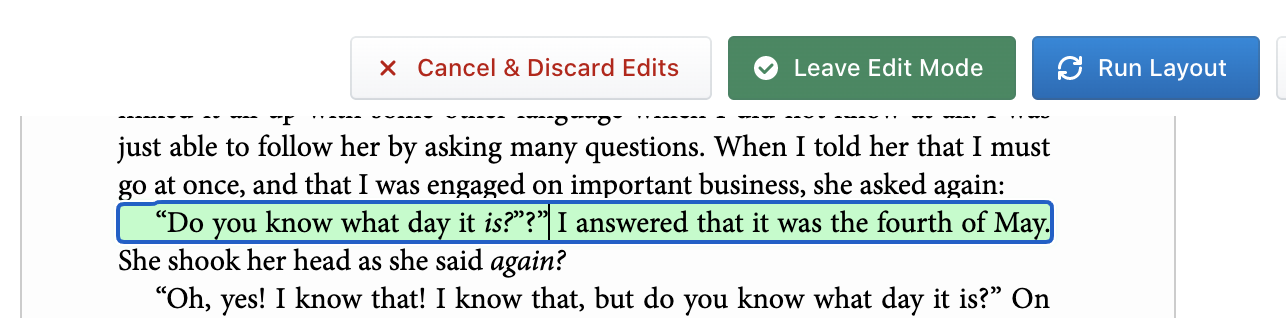 Cancel & Discard Edits Leave Edit Mode Run Layout
just able to follow her by asking many questions. When I told her that I must
go at once, and that I was engaged on important business, she asked again:
“Do you know what day it is?”?” I answered that it was the fourth of May.
She shook her head as she said again?
“Oh, yes! I know that! I know that, but do you know what day it is?” On